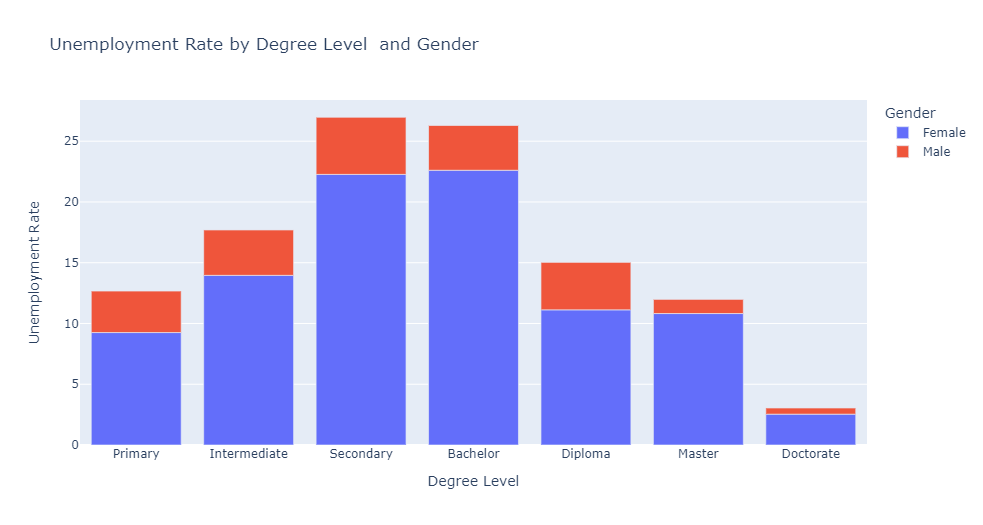 Unemployment Rate by Degree Level  and Gender
Gender
Female
Male
Unemployment Rate
25
20
15
10
5
0
Primary Intermediate Secondary Bachelor Diploma Master Doctorate
Degree Level